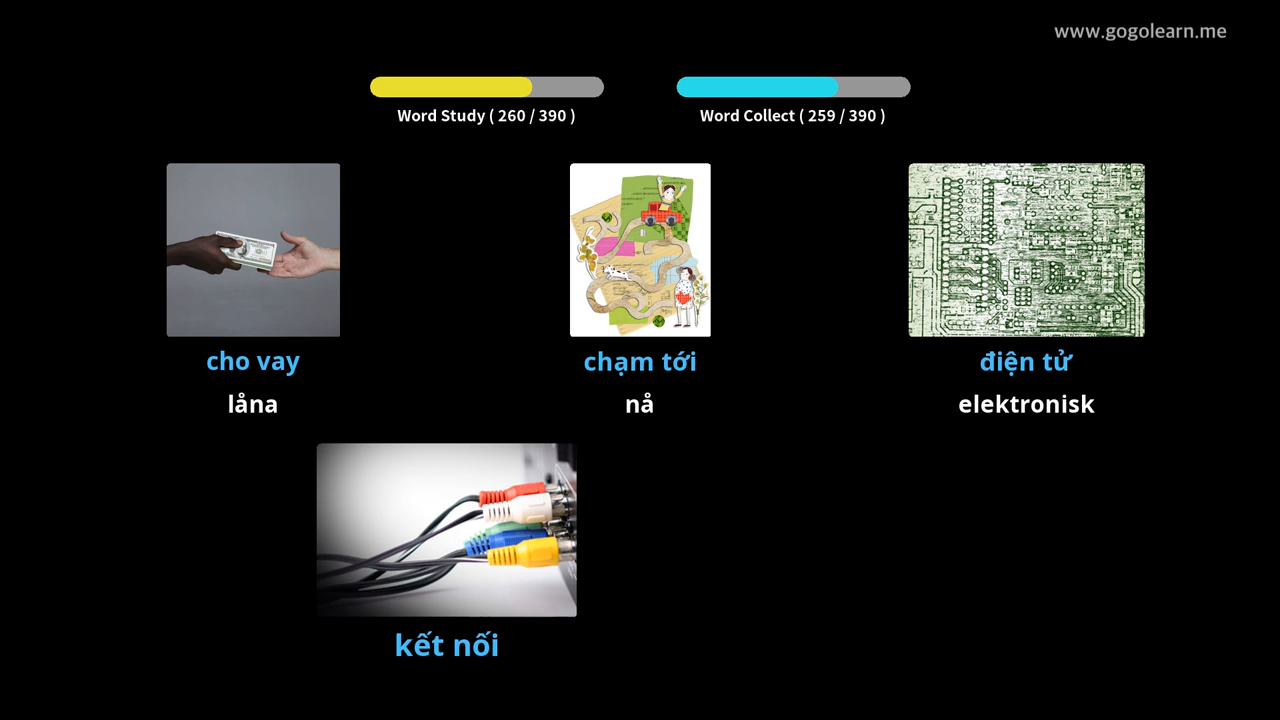 www.gogolearn.me
Word Study ( 260 / 390 )
Word Collect ( 259 / 390 )
cho vay
låna
chạm tới
nå
điện tử
elektronisk
kết nối